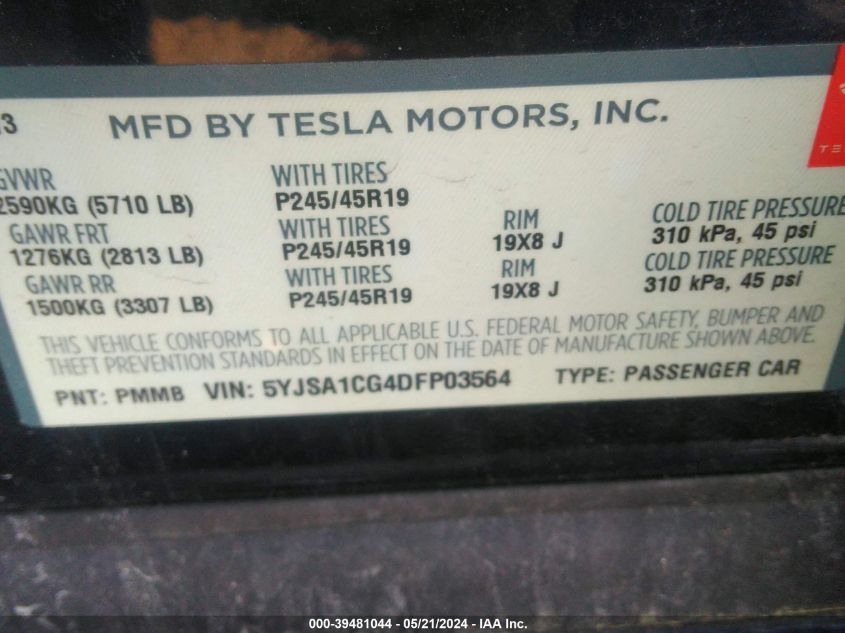 13 MFD BY TESLA MOTORS, INC.
GVWR WITH TIRES
2590KG (5710 LB) P245/45R19
GAWR FRT WITH TIRES RIM COLD TIRE PRESSURE
1276KG (2813 LB) P245/45R19 19X8 J 310 kPa, 45 psi
GAWR RR WITH TIRES RIM COLD TIRE PRESSURE
1500KG (3307 LB) P245/45R19 19X8 J 310 kPa, 45 psi
THIS VEHICLE CONFORMS TO ALL APPLICABLE U.S. FEDERAL MOTOR SAFETY, BUMPER AND
THEFT PREVENTION STANDARDS IN EFFECT ON THE DATE OF MANUFACTURE SHOWN ABOVE.
PNT: PMMB VIN: 5YJSA1CG4DFP03564 TYPE: PASSENGER CAR
000-39481044 / 05/21/2024 - IAA Inc.